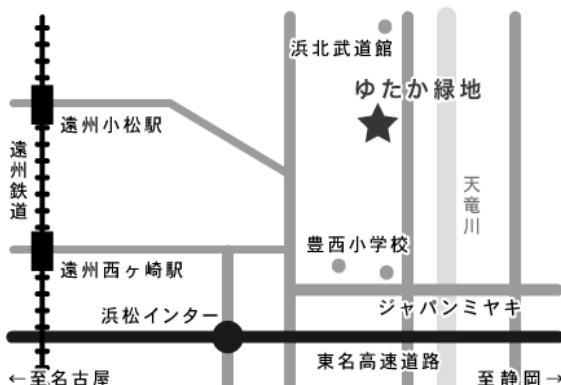 浜北武道館
ゆたか緑地
遠州小松駅
遠州鉄道
天竜川
豊西小学校
遠州西ヶ崎駅
ジャパンミヤキ
浜松インター
東名高速道路
←至名古屋
至静岡→